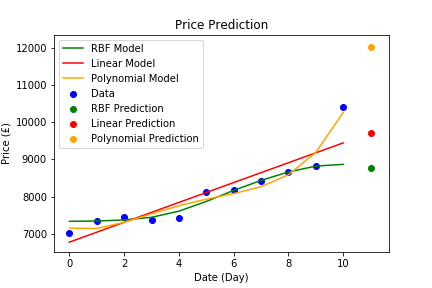 Price Prediction
RBF Model
Linear Model
Polynomial Model
Data
RBF Prediction
Linear Prediction
Polynomial Prediction
Price (£)
12000
11000
10000
9000
8000
7000
0 2 4 6 8 10
Date (Day)